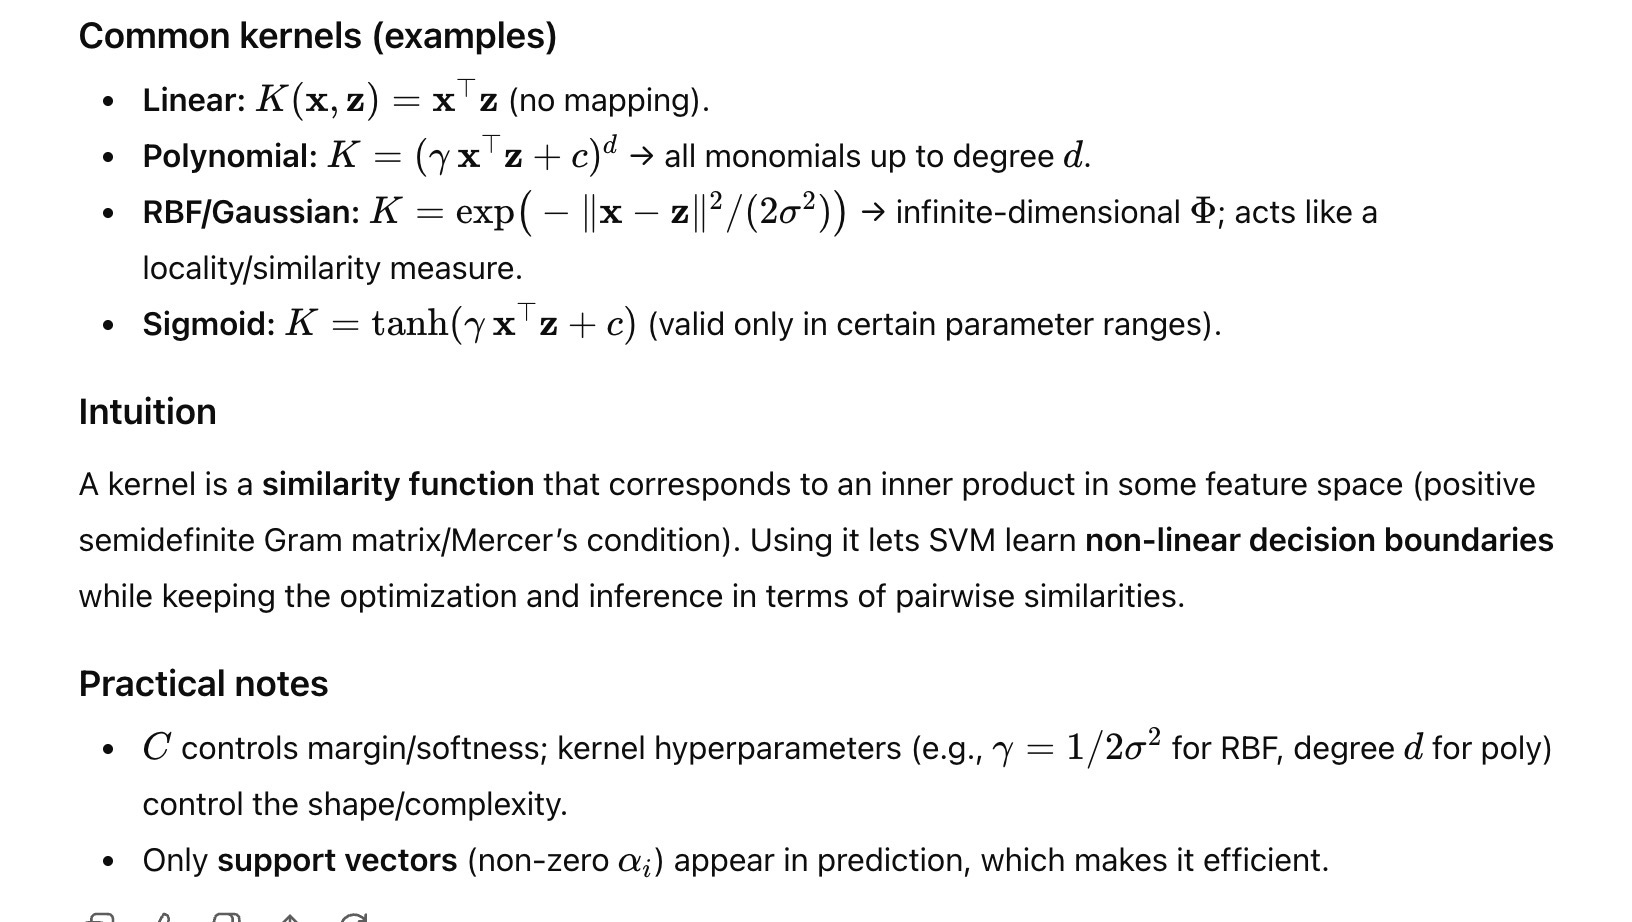 Common kernels (examples)
• Linear: K(x, z) = x⊤z (no mapping).
• Polynomial: K = (γ x⊤z + c)^d → all monomials up to degree d.
• RBF/Gaussian: K = exp(− ‖x − z‖²/(2σ²)) → infinite-dimensional Φ; acts like a
locality/similarity measure.
• Sigmoid: K = tanh(γ x⊤z + c) (valid only in certain parameter ranges).
Intuition
A kernel is a similarity function that corresponds to an inner product in some feature space (positive
semidefinite Gram matrix/Mercer’s condition). Using it lets SVM learn non-linear decision boundaries
while keeping the optimization and inference in terms of pairwise similarities.
Practical notes
• C controls margin/softness; kernel hyperparameters (e.g., γ = 1/2σ² for RBF, degree d for poly)
control the shape/complexity.
• Only support vectors (non-zero αᵢ) appear in prediction, which makes it efficient.